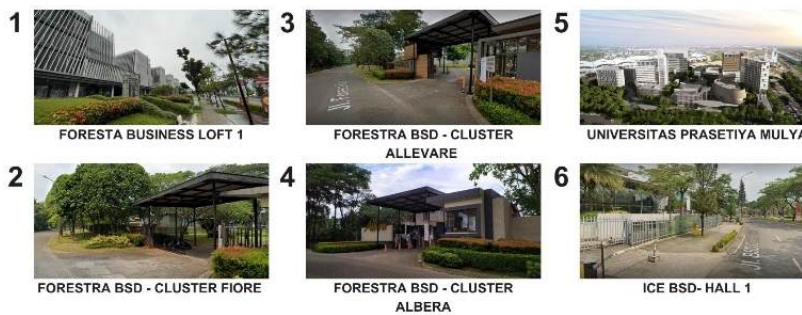 1
FORESTA BUSINESS LOFT 1
3
FORESTRA BSD - CLUSTER
ALLEVARE
5
UNIVERSITAS PRASETIYA MULYA
2
FORESTRA BSD - CLUSTER FIORE
4
FORESTRA BSD - CLUSTER
ALBERA
6
ICE BSD- HALL 1